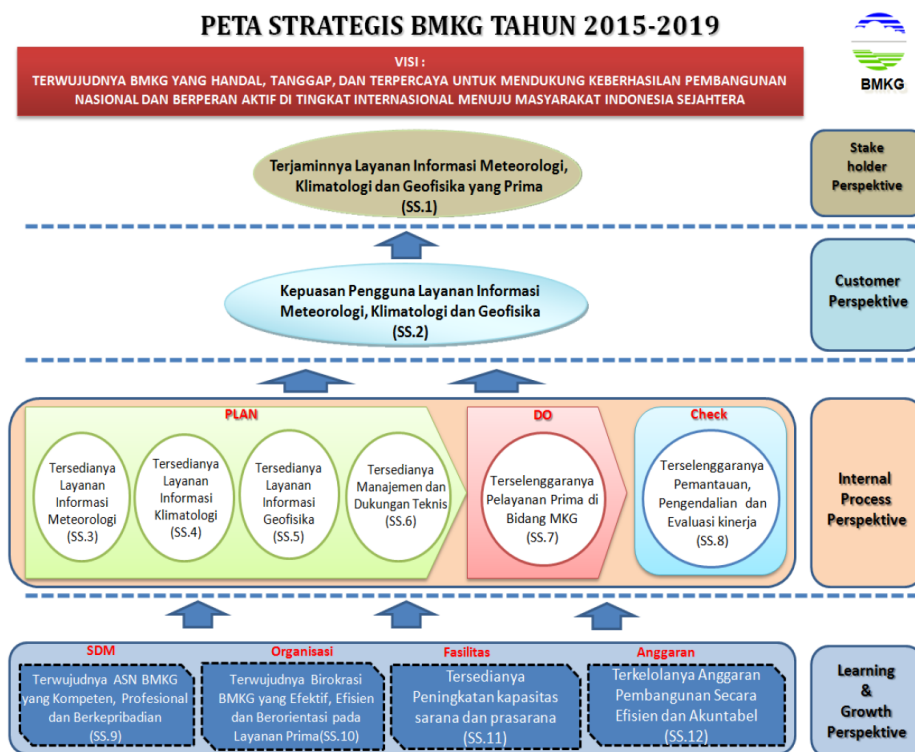 PETA STRATEGIS BMKG TAHUN 2015-2019
BMKG
VISI :
TERWUJUDNYA BMKG YANG HANDAL, TANGGAP, DAN TERPERCAYA UNTUK MENDUKUNG KEBERHASILAN PEMBANGUNAN
NASIONAL DAN BERPERAN AKTIF DI TINGKAT INTERNASIONAL MENUJU MASYARAKAT INDONESIA SEJAHTERA
Terjaminnya Layanan Informasi Meteorologi,
Klimatologi dan Geofisika yang Prima
(SS.1)
Stake
holder
Perspektive
Kepuasan Pengguna Layanan Informasi
Meteorologi, Klimatologi dan Geofisika
(SS.2)
Customer
Perspektive
PLAN
Tersedianya
Layanan
Informasi
Meteorologi
(SS.3)
Tersedianya
Layanan
Informasi
Klimatologi
(SS.4)
Tersedianya
Layanan
Informasi
Geofisika
(SS.5)
Tersedianya
Manajemen dan
Dukungan Teknis
(SS.6)
DO
Terselenggaranya
Pelayanan Prima di
Bidang MKG
(SS.7)
Check
Terselenggaranya
Pemantauan,
Pengendalian dan
Evaluasi kinerja
(SS.8)
Internal
Process
Perspektive
SDM
Terwujudnya ASN BMKG
yang Kompeten, Profesional
dan Berkepribadian
(SS.9)
Organisasi
Terwujudnya Birokrasi
BMKG yang Efektif, Efisien
dan Berorientasi pada
Layanan Prima(SS.10)
Fasilitas
Tersedianya
Peningkatan kapasitas
sarana dan prasarana
(SS.11)
Anggaran
Terkelolanya Anggaran
Pembangunan Secara
Efisien dan Akuntabel
(SS.12)
Learning
&
Growth
Perspektive